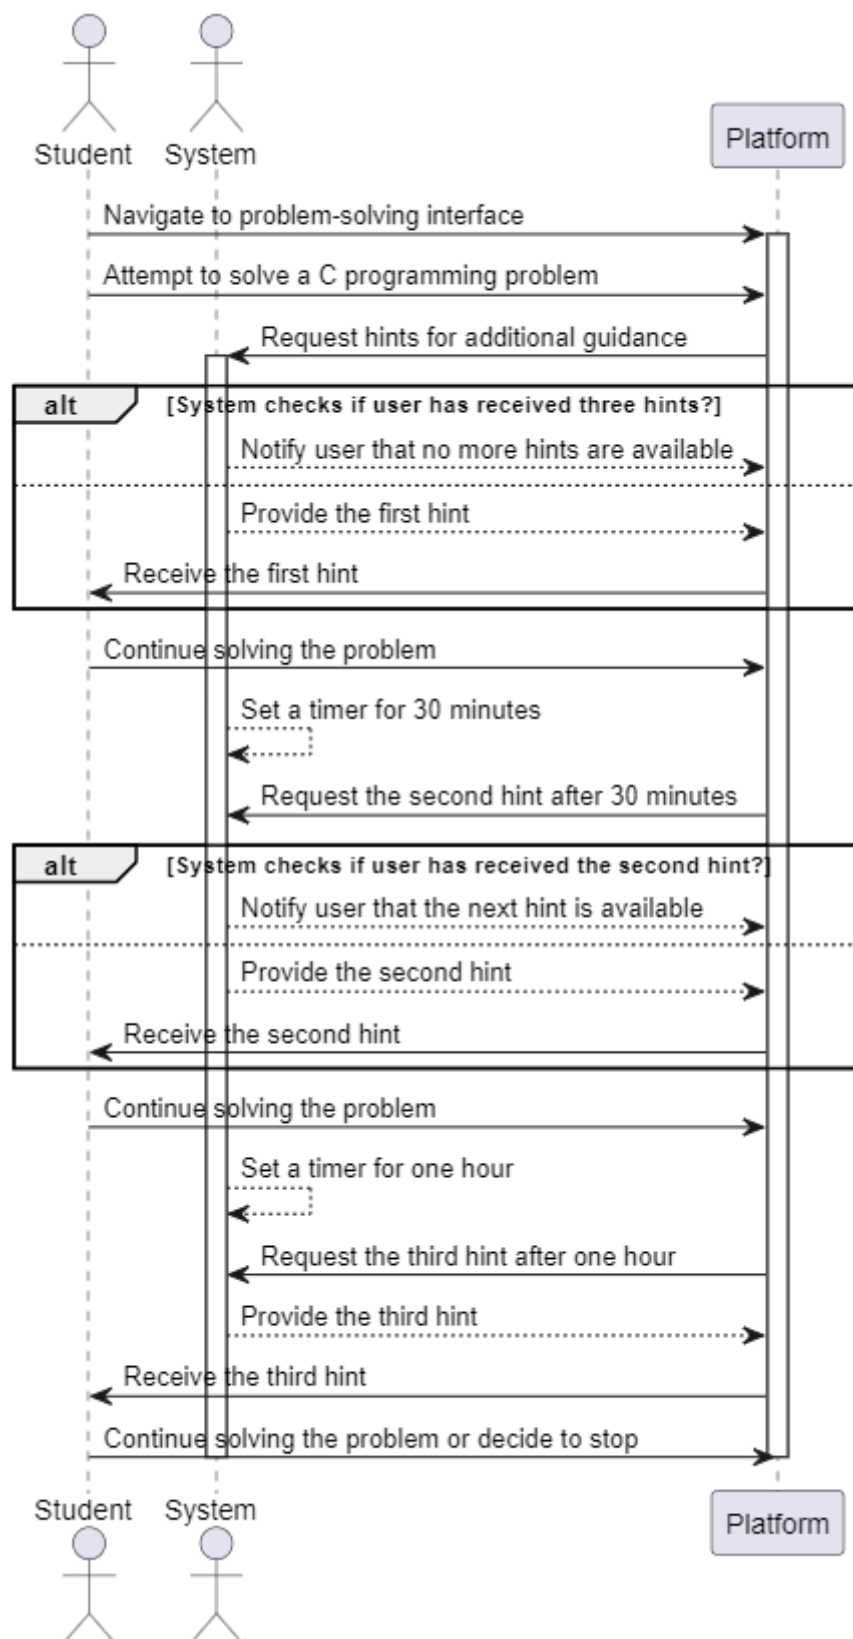 Student
System
Platform
Navigate to problem-solving interface
Attempt to solve a C programming problem
Request hints for additional guidance
alt
[System checks if user has received three hints?]
Notify user that no more hints are available
Provide the first hint
Receive the first hint
Continue solving the problem
Set a timer for 30 minutes
Request the second hint after 30 minutes
alt
[System checks if user has received the second hint?]
Notify user that the next hint is available
Provide the second hint
Receive the second hint
Continue solving the problem
Set a timer for one hour
Request the third hint after one hour
Provide the third hint
Receive the third hint
Continue solving the problem or decide to stop
Student
System
Platform